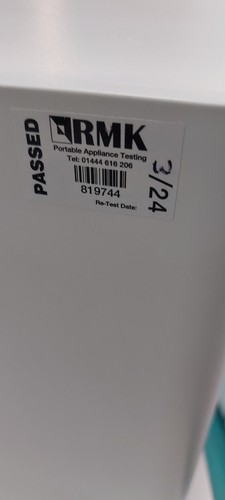 PASSED
RMK
Portable Appliance Testing
Tel: 01444 616 206
819744
Re-Test Date:
3/24